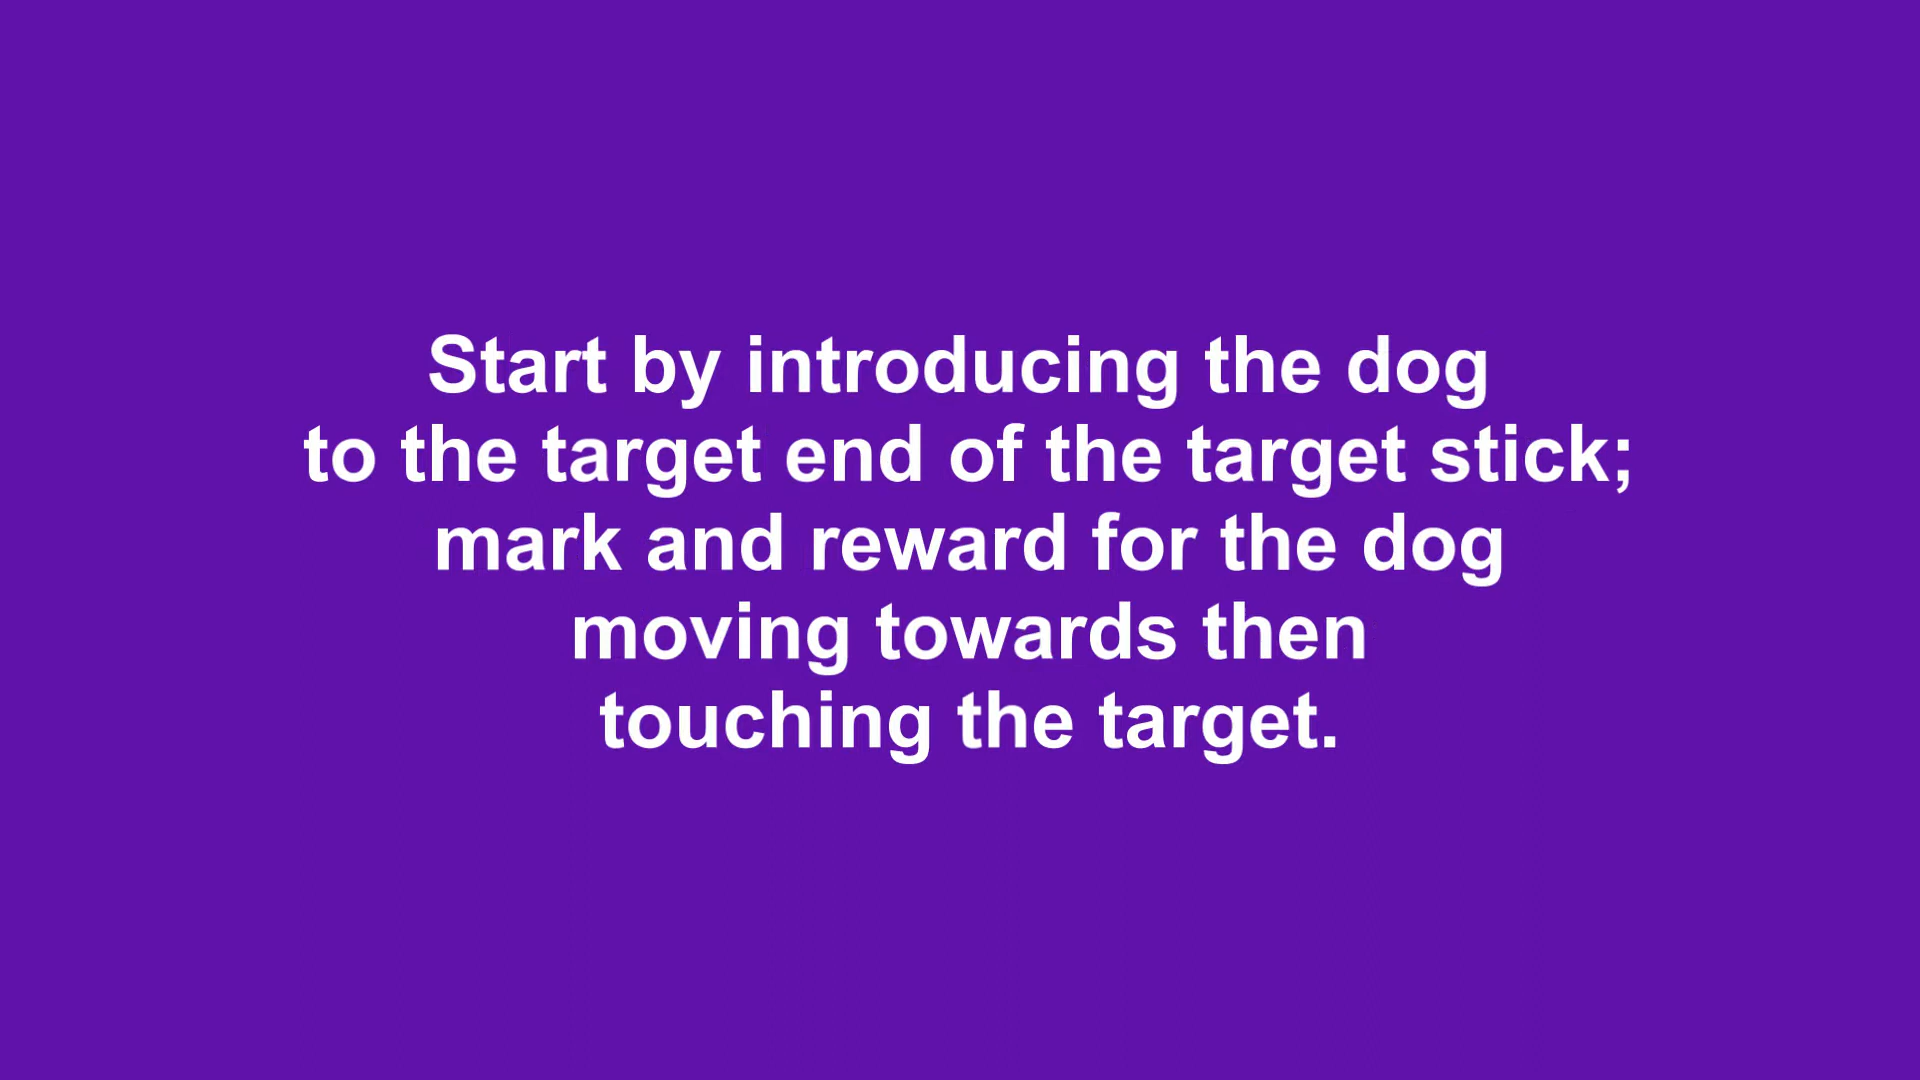 Start by introducing the dog
to the target end of the target stick;
mark and reward for the dog
moving towards then
touching the target.